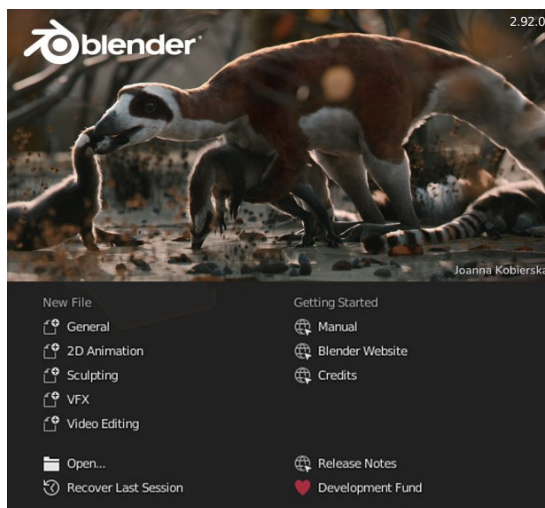 blender
2.92.0
Joanna Kobierska
New File
Getting Started
General
Manual
2D Animation
Blender Website
Sculpting
Credits
VFX
Video Editing
Open...
Release Notes
Recover Last Session
Development Fund